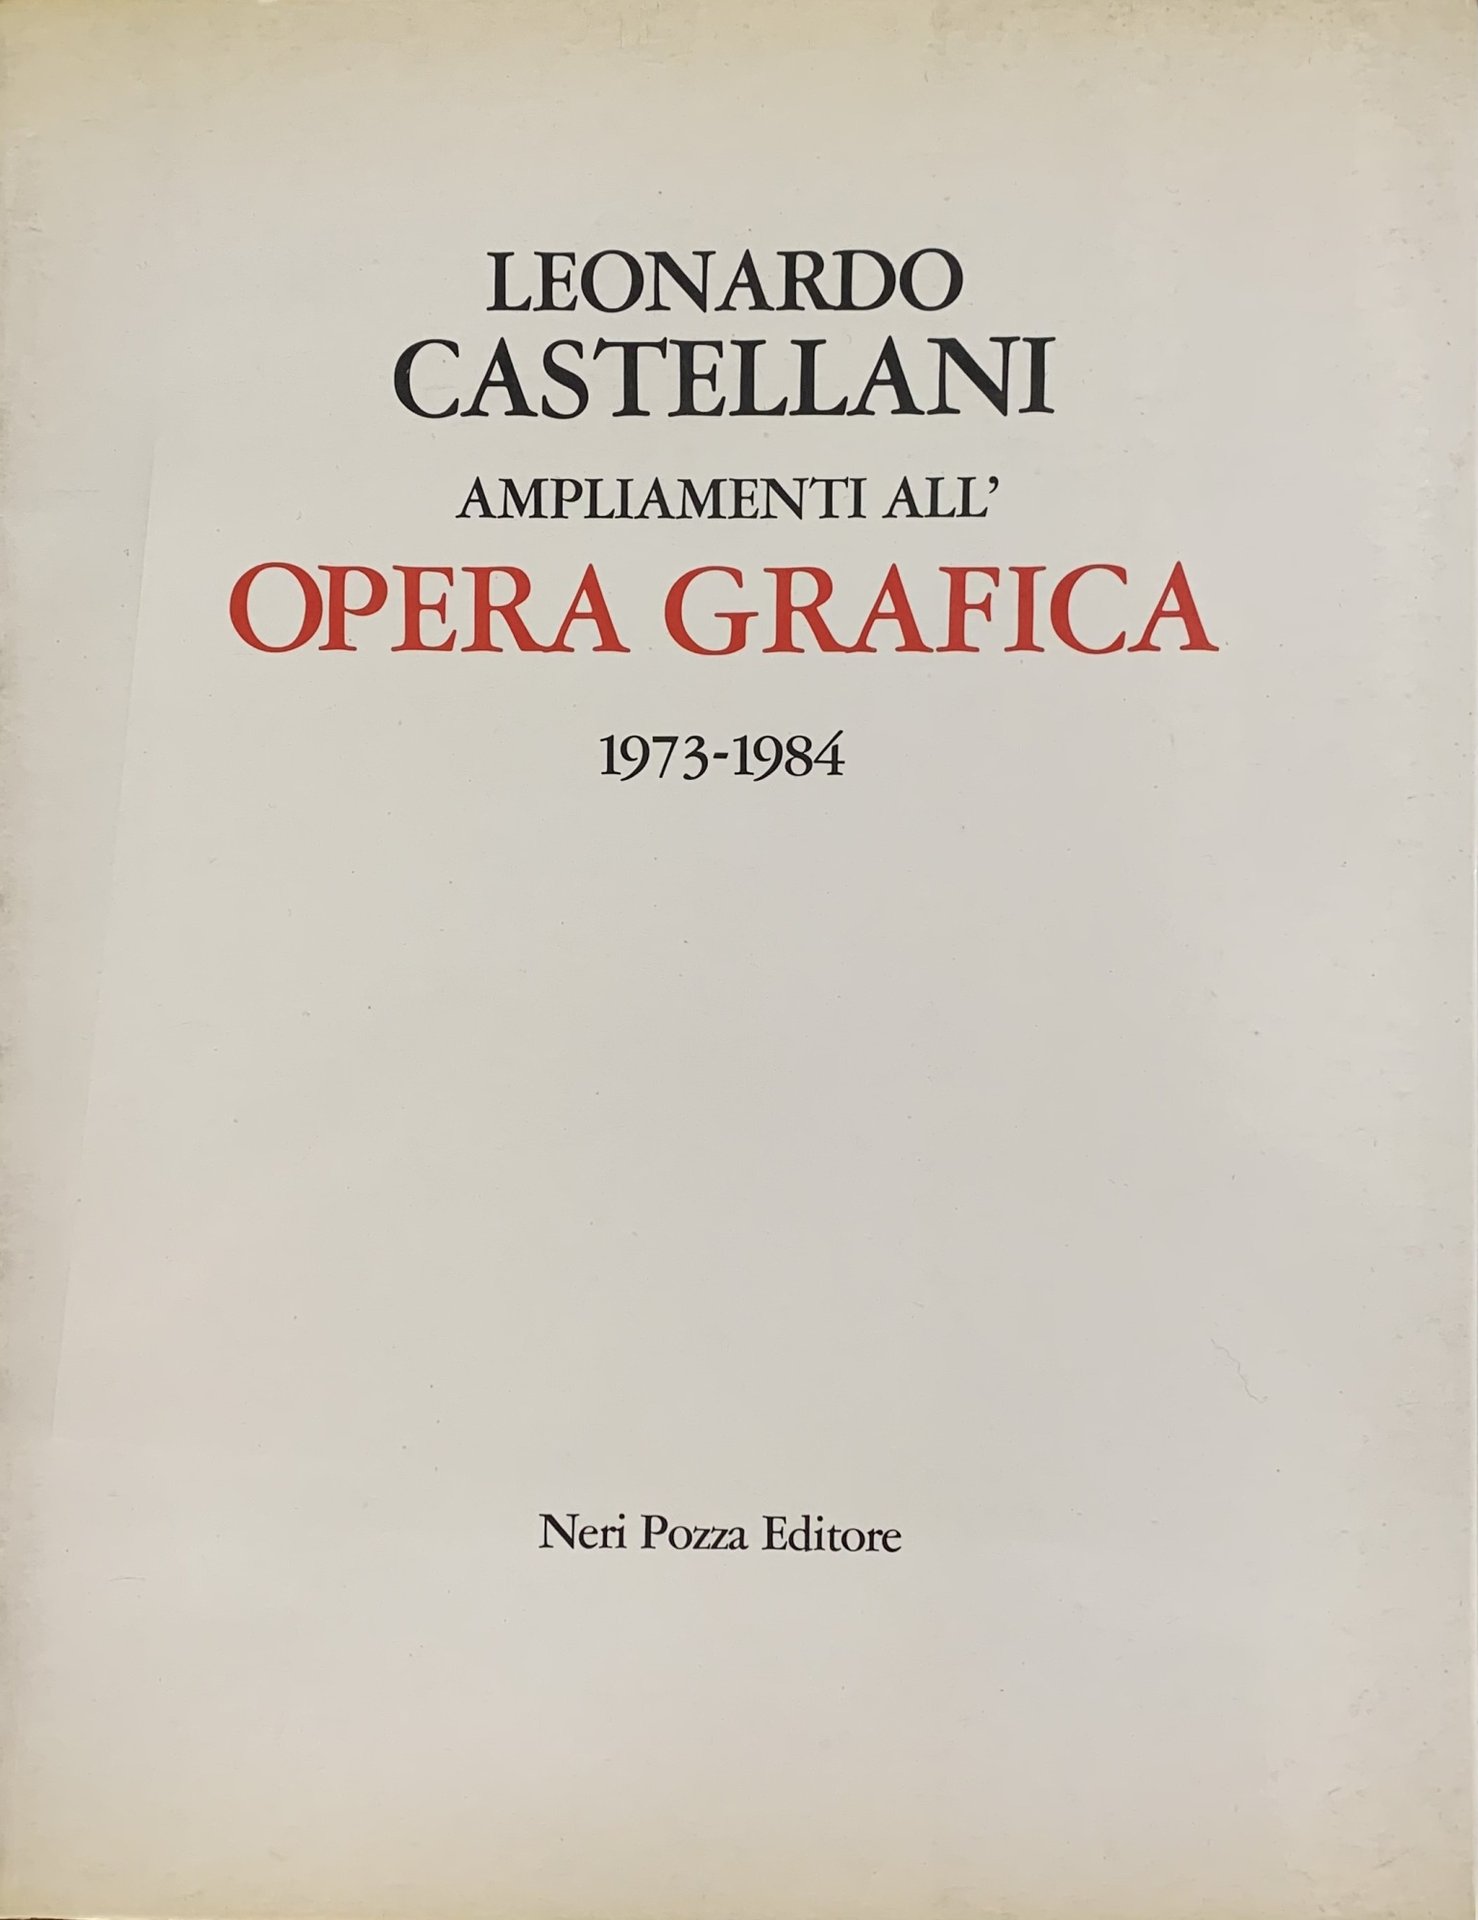 LEONARDO
CASTELLANI
AMPLIAMENTI ALL’
OPERA GRAFICA
1973-1984
Neri Pozza Editore